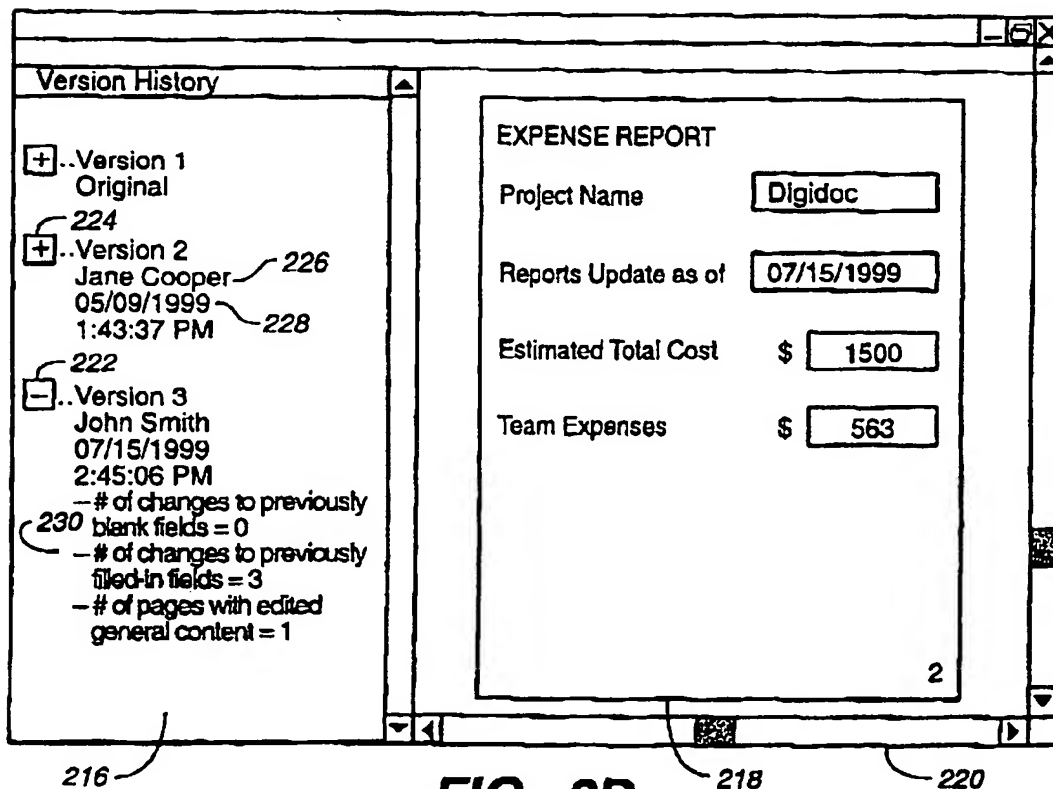 Version History
+..Version 1
Original
224
+..Version 2
Jane Cooper
226
05/09/1999
228
1:43:37 PM
222
–..Version 3
John Smith
07/15/1999
2:45:06 PM
–# of changes to previously
blank fields = 0
230
–# of changes to previously
filled-in fields = 3
–# of pages with edited
general content = 1
EXPENSE REPORT
Project Name Digidoc
Reports Update as of 07/15/1999
Estimated Total Cost $ 1500
Team Expenses $ 563
2
216
218
220